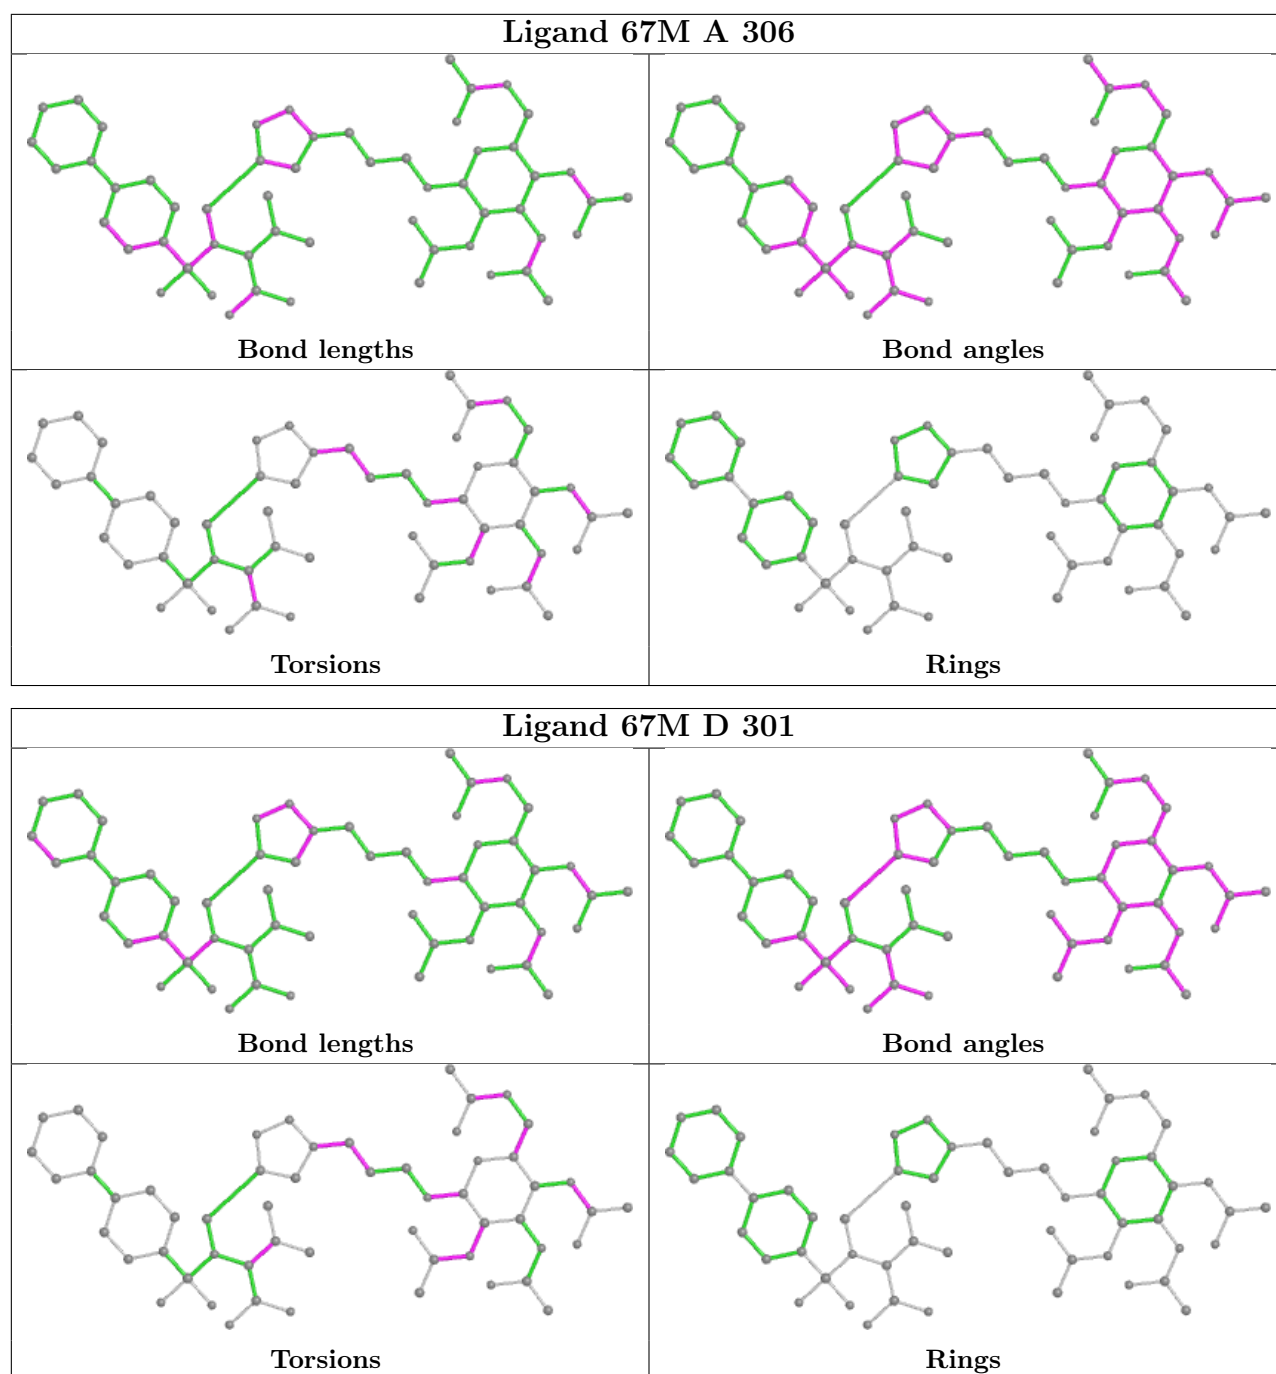 Ligand 67M A 306
Bond lengths
Bond angles
Torsions
Rings
Ligand 67M D 301
Bond lengths
Bond angles
Torsions
Rings